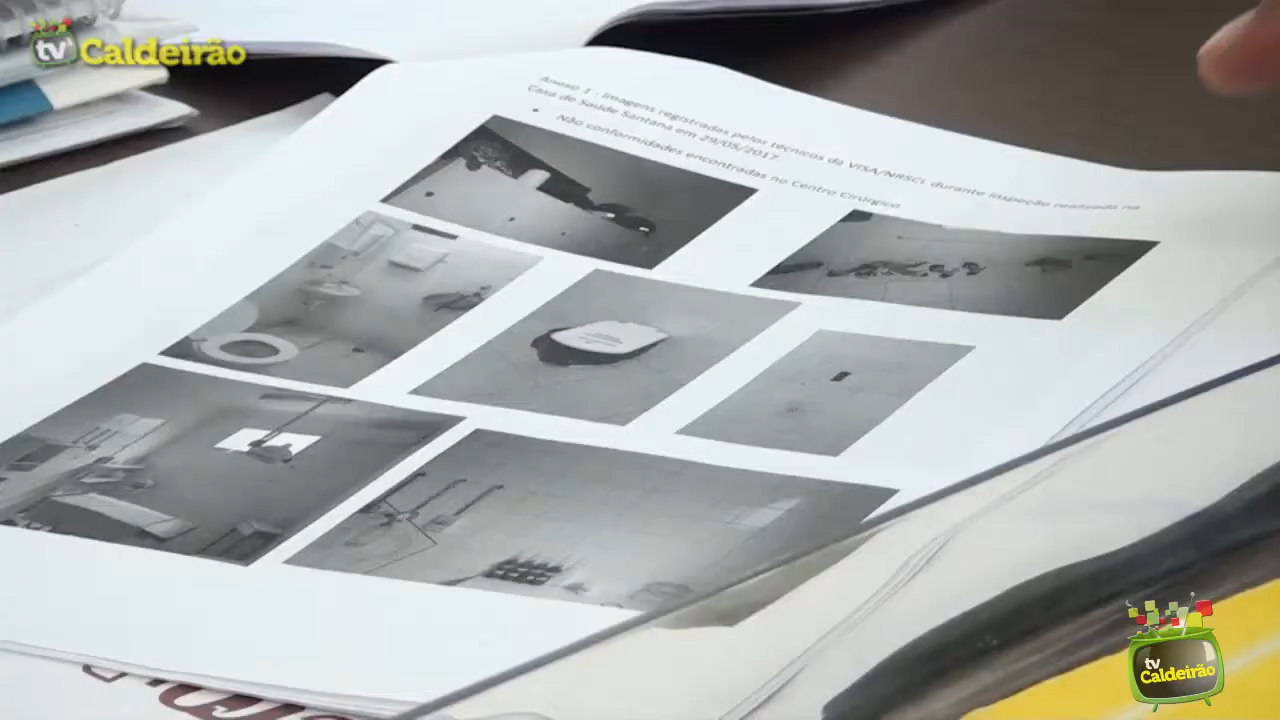 tv Caldeirão
Anexo 1 - Imagens registradas pelos técnicos da VISA/NRSCL durante inspeção realizada na
Casa de Saúde Santana em 29/05/2017
• Não conformidades encontradas no Centro Cirúrgico
tv
Caldeirão